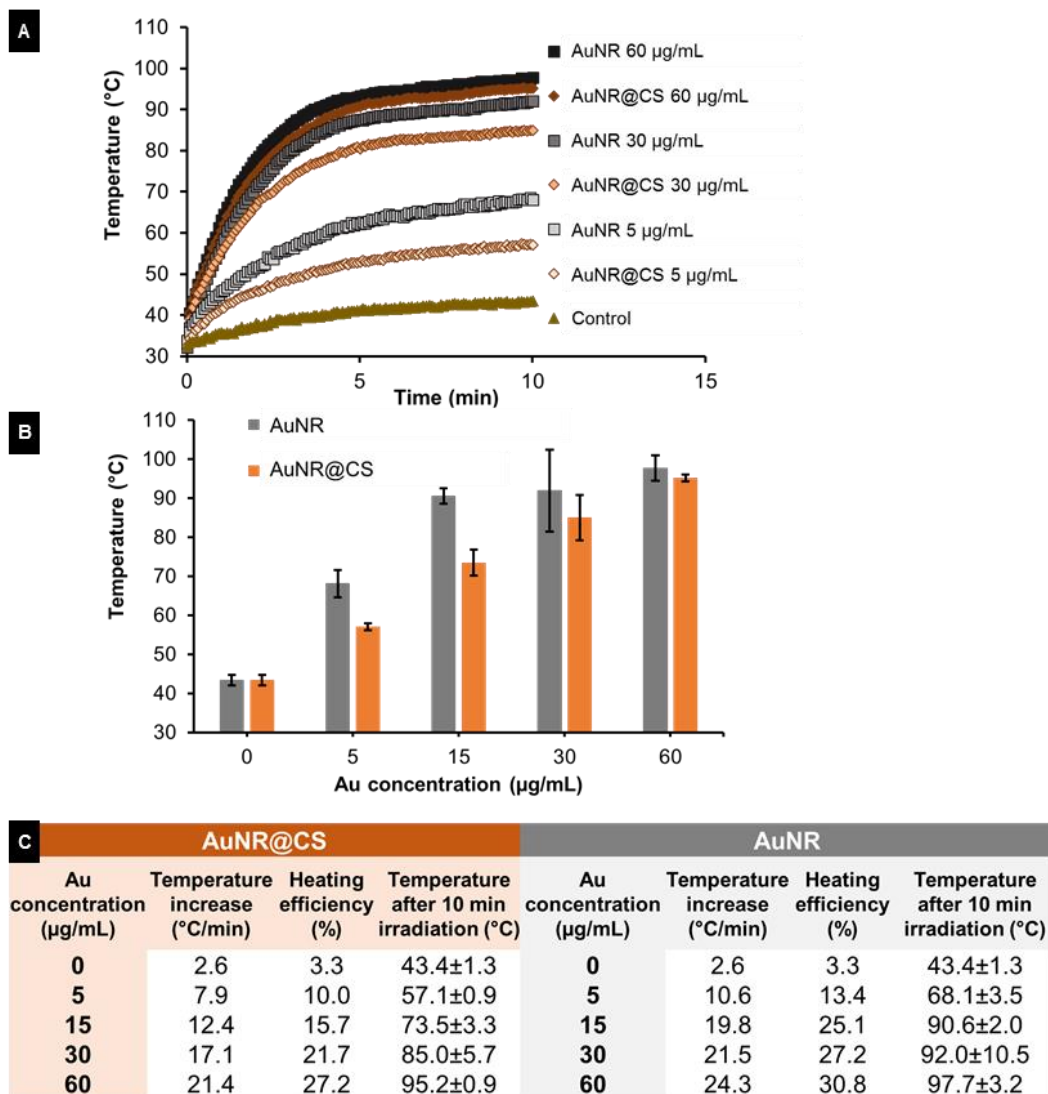 A
110
100
90
80
70
60
50
40
30
Temperature (°C)
0
5
10
15
Time (min)
AuNR 60 µg/mL
AuNR@CS 60 µg/mL
AuNR 30 µg/mL
AuNR@CS 30 µg/mL
AuNR 5 µg/mL
AuNR@CS 5 µg/mL
Control
B
110
100
90
80
70
60
50
40
30
Temperature (°C)
AuNR
AuNR@CS
0
5
15
30
60
Au concentration (µg/mL)
C
AuNR@CS AuNR
Au Temperature Heating Temperature Au Temperature Heating Temperature
concentration increase efficiency after 10 min concentration increase efficiency after 10 min
(µg/mL) (°C/min) (%) irradiation (°C) (µg/mL) (°C/min) (%) irradiation (°C)
0 2.6 3.3 43.4±1.3 0 2.6 3.3 43.4±1.3
5 7.9 10.0 57.1±0.9 5 10.6 13.4 68.1±3.5
15 12.4 15.7 73.5±3.3 15 19.8 25.1 90.6±2.0
30 17.1 21.7 85.0±5.7 30 21.5 27.2 92.0±10.5
60 21.4 27.2 95.2±0.9 60 24.3 30.8 97.7±3.2